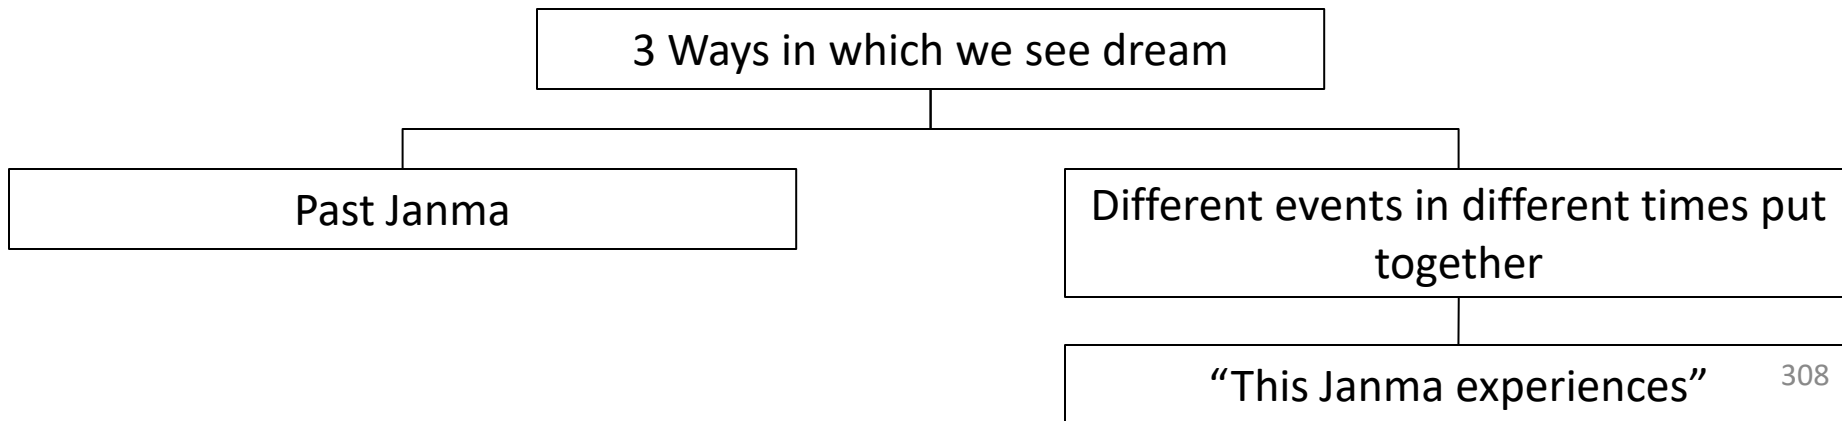 3 Ways in which we see dream
Past Janma
Different events in different times put
together
“This Janma experiences”
308